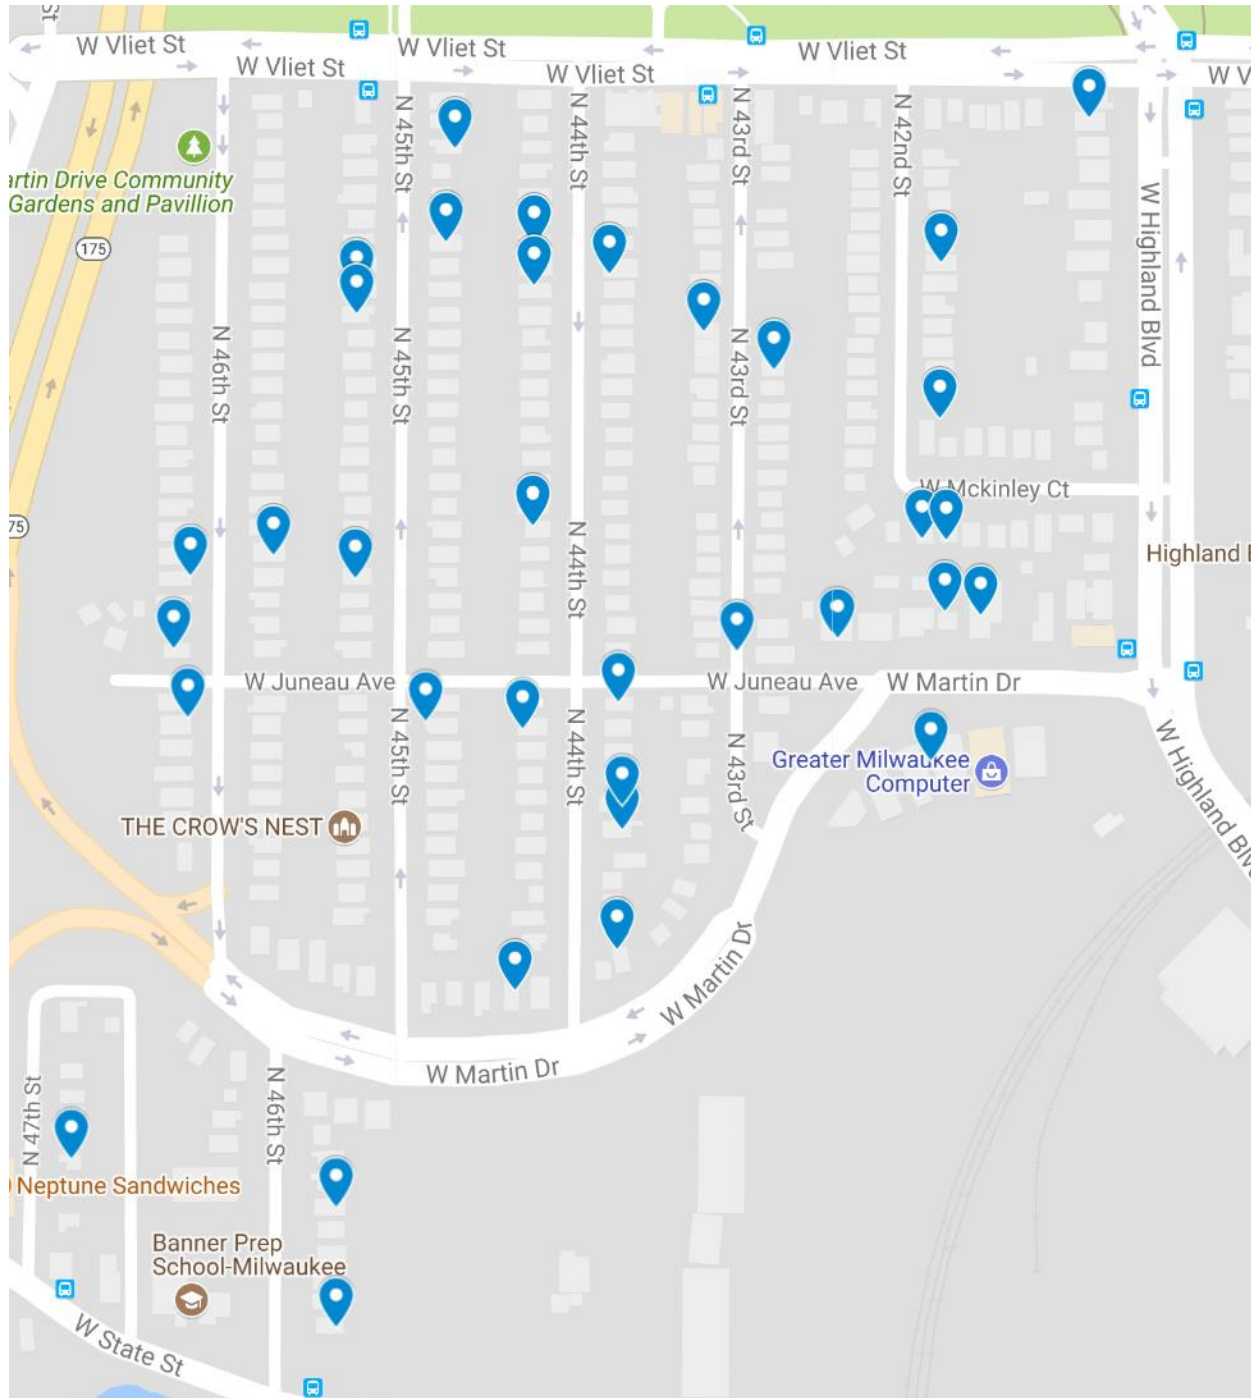 St
W Vliet St
W Vliet St
W Vliet St
W Vliet St
W Vliet St
W V
N 45th St
N 44th St
N 43rd St
N 42nd St
artin Drive Community
Gardens and Pavillion
175
W Highland Blvd
N 46th St
N 45th St
N 43rd St
W Mckinley Ct
75
N 44th St
Highland E
W Juneau Ave
W Juneau Ave
W Martin Dr
N 45th St
N 44th St
N 43rd St
Greater Milwaukee
Computer
W Highland Blvd
THE CROW'S NEST
W Martin Dr
W Martin Dr
N 47th St
N 46th St
Neptune Sandwiches
Banner Prep
School-Milwaukee
W State St